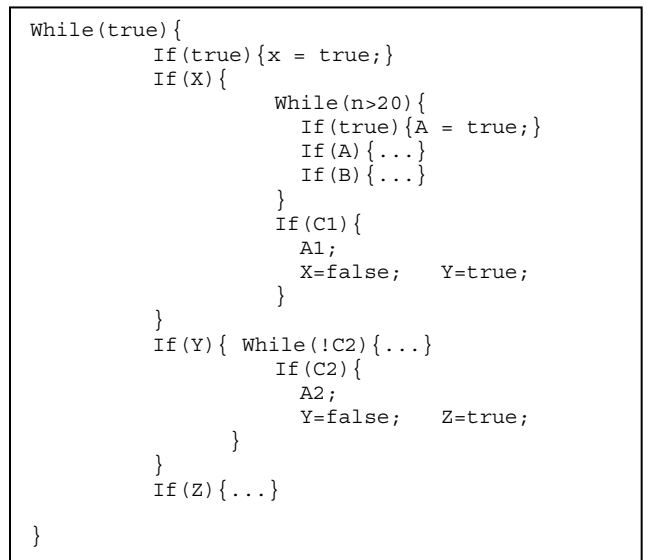 While(true){
If(true){x = true;}
If(X){
While(n>20){
If(true){A = true;}
If(A){...}
If(B){...}
}
If(C1){
A1;
X=false; Y=true;
}
}
If(Y){ While(!C2){...}
If(C2){
A2;
Y=false; Z=true;
}
}
If(Z){...}
}